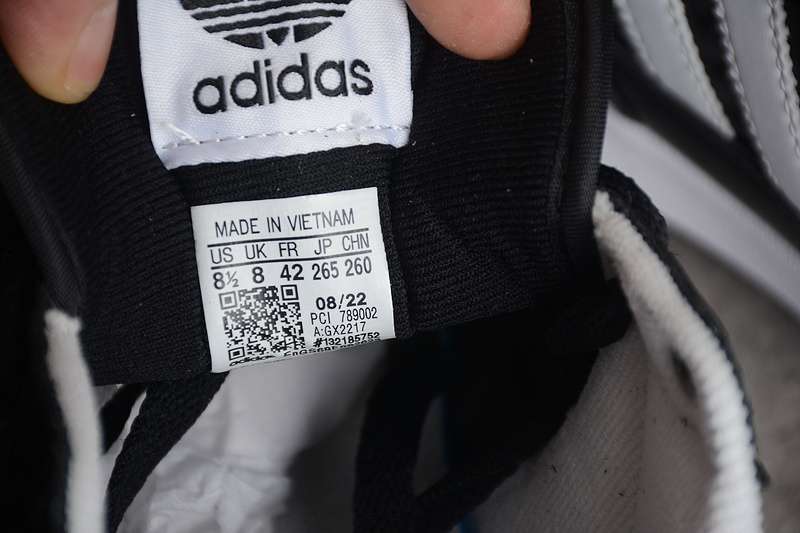 adidas
MADE IN VIETNAM
US UK FR JP CHN
8½ 8 42 265 260
08/22
PCI 789002
A:GX2217
#132185752